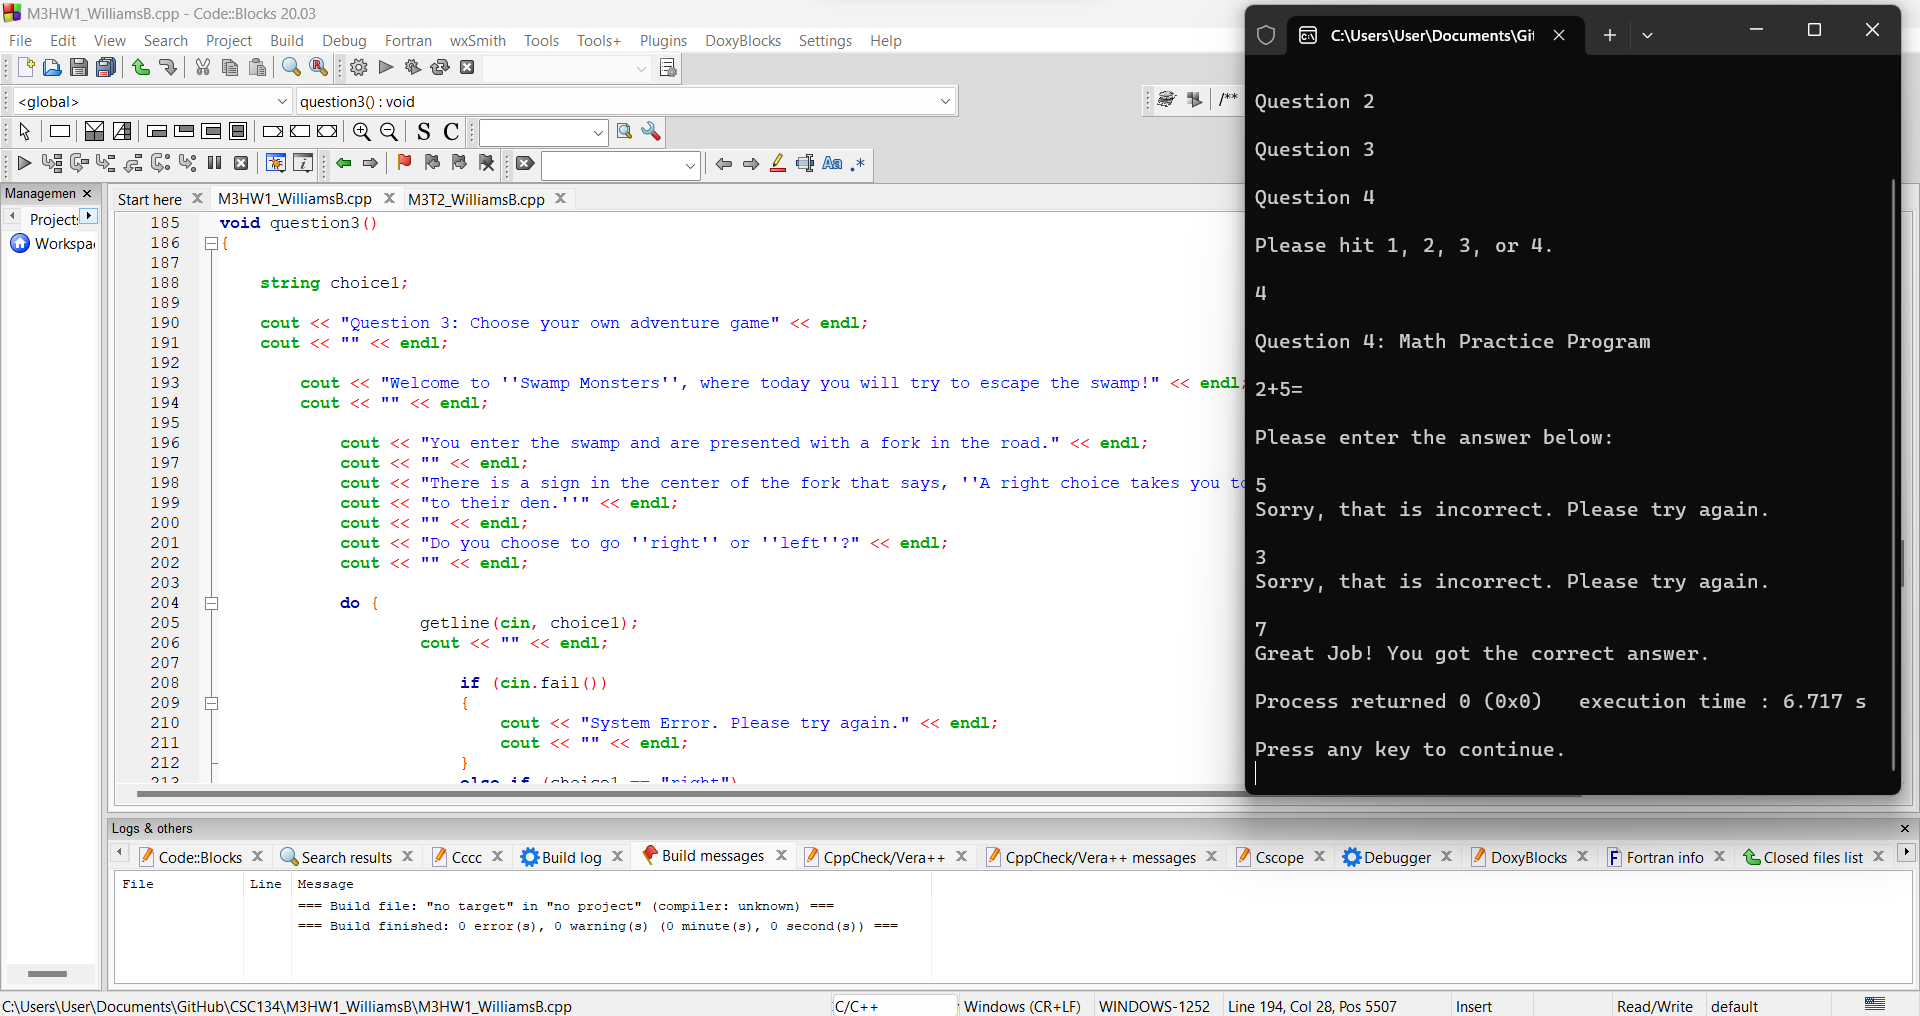 M3HW1_WilliamsB.cpp - Code::Blocks 20.03
File Edit View Search Project Build Debug Fortran wxSmith Tools Tools+ Plugins DoxyBlocks Settings Help
<global> question3() : void /**
S C
Aa .*
Managemen
Projects
Workspa
Start here M3HW1_WilliamsB.cpp M3T2_WilliamsB.cpp
185 void question3()
186 {
187
188 string choice1;
189
190 cout << "Question 3: Choose your own adventure game" << endl;
191 cout << "" << endl;
192
193 cout << "Welcome to ''Swamp Monsters'', where today you will try to escape the swamp!" << endl;
194 cout << "" << endl;
195
196 cout << "You enter the swamp and are presented with a fork in the road." << endl;
197 cout << "" << endl;
198 cout << "There is a sign in the center of the fork that says, ''A right choice takes you to
199 cout << "to their den.''" << endl;
200 cout << "" << endl;
201 cout << "Do you choose to go ''right'' or ''left''?" << endl;
202 cout << "" << endl;
203
204 do {
205 getline(cin, choice1);
206 cout << "" << endl;
207
208 if (cin.fail())
209 {
210 cout << "System Error. Please try again." << endl;
211 cout << "" << endl;
212 }
213 else if (choice1 == "right")
C:\Users\User\Documents\Git
Question 2
Question 3
Question 4
Please hit 1, 2, 3, or 4.
4
Question 4: Math Practice Program
2+5=
Please enter the answer below:
5
Sorry, that is incorrect. Please try again.
3
Sorry, that is incorrect. Please try again.
7
Great Job! You got the correct answer.
Process returned 0 (0x0) execution time : 6.717 s
Press any key to continue.
Logs & others
Code::Blocks Search results Cccc Build log Build messages CppCheck/Vera++ CppCheck/Vera++ messages Cscope Debugger DoxyBlocks Fortran info Closed files list
File Line Message
=== Build file: "no target" in "no project" (compiler: unknown) ===
=== Build finished: 0 error(s), 0 warning(s) (0 minute(s), 0 second(s)) ===
C:\Users\User\Documents\GitHub\CSC134\M3HW1_WilliamsB\M3HW1_WilliamsB.cpp C/C++ Windows (CR+LF) WINDOWS-1252 Line 194, Col 28, Pos 5507 Insert Read/Write default